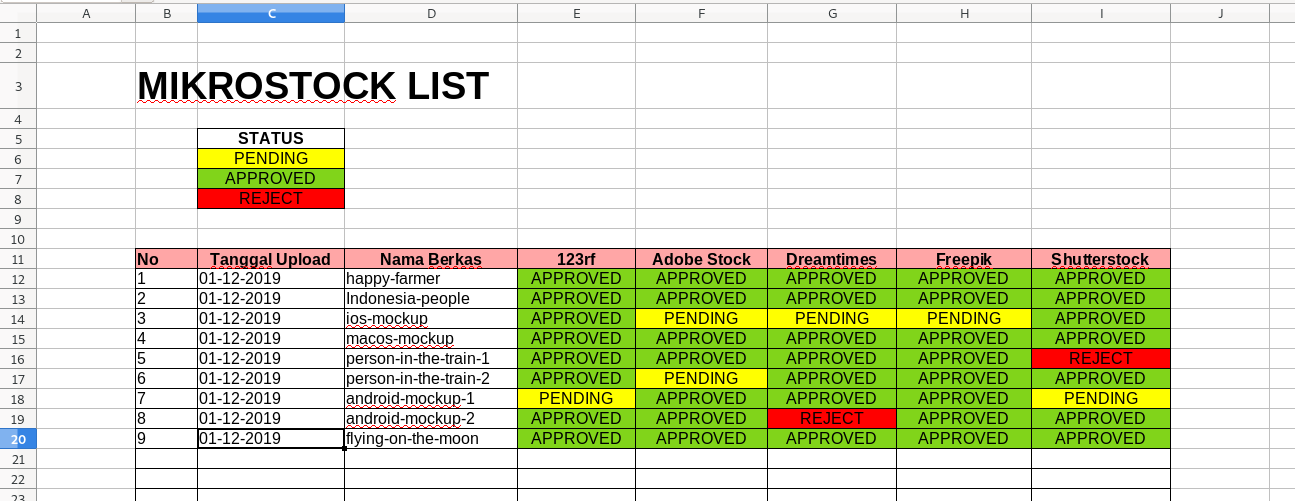 A B C D E F G H I J
1
2
3 MIKROSTOCK LIST
4
5 STATUS
6 PENDING
7 APPROVED
8 REJECT
9
10
11 No Tanggal Upload Nama Berkas 123rf Adobe Stock Dreamtimes Freepik Shutterstock
12 1 01-12-2019 happy-farmer APPROVED APPROVED APPROVED APPROVED APPROVED
13 2 01-12-2019 Indonesia-people APPROVED APPROVED APPROVED APPROVED APPROVED
14 3 01-12-2019 ios-mockup APPROVED PENDING PENDING PENDING APPROVED
15 4 01-12-2019 macos-mockup APPROVED APPROVED APPROVED APPROVED APPROVED
16 5 01-12-2019 person-in-the-train-1 APPROVED APPROVED APPROVED APPROVED REJECT
17 6 01-12-2019 person-in-the-train-2 APPROVED PENDING APPROVED APPROVED APPROVED
18 7 01-12-2019 android-mockup-1 PENDING APPROVED APPROVED APPROVED PENDING
19 8 01-12-2019 android-mockup-2 APPROVED APPROVED REJECT APPROVED APPROVED
20 9 01-12-2019 flying-on-the-moon APPROVED APPROVED APPROVED APPROVED APPROVED
21
22
23